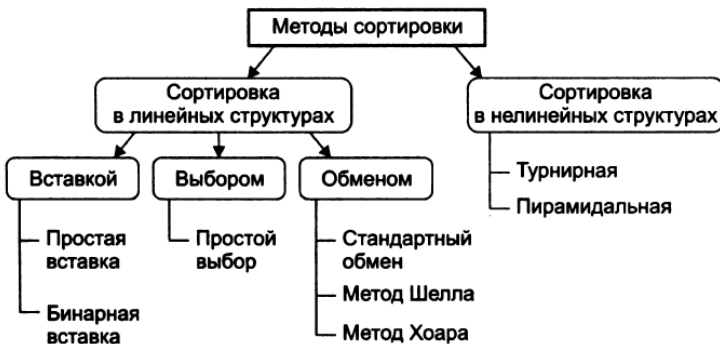 Методы сортировки
Сортировка
в линейных структурах
Сортировка
в нелинейных структурах
Вставкой
Выбором
Обменом
Турнирная
Пирамидальная
Простая
вставка
Бинарная
вставка
Простой
выбор
Стандартный
обмен
Метод Шелла
Метод Хоара